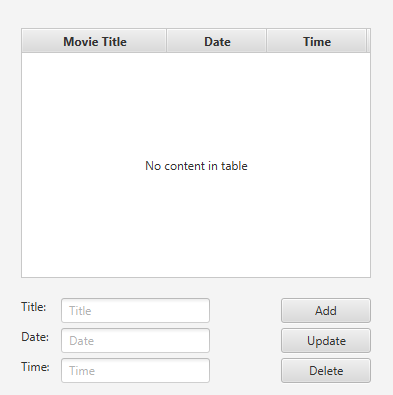 Movie Title Date Time
No content in table
Title: Title Add
Date: Date Update
Time: Time Delete